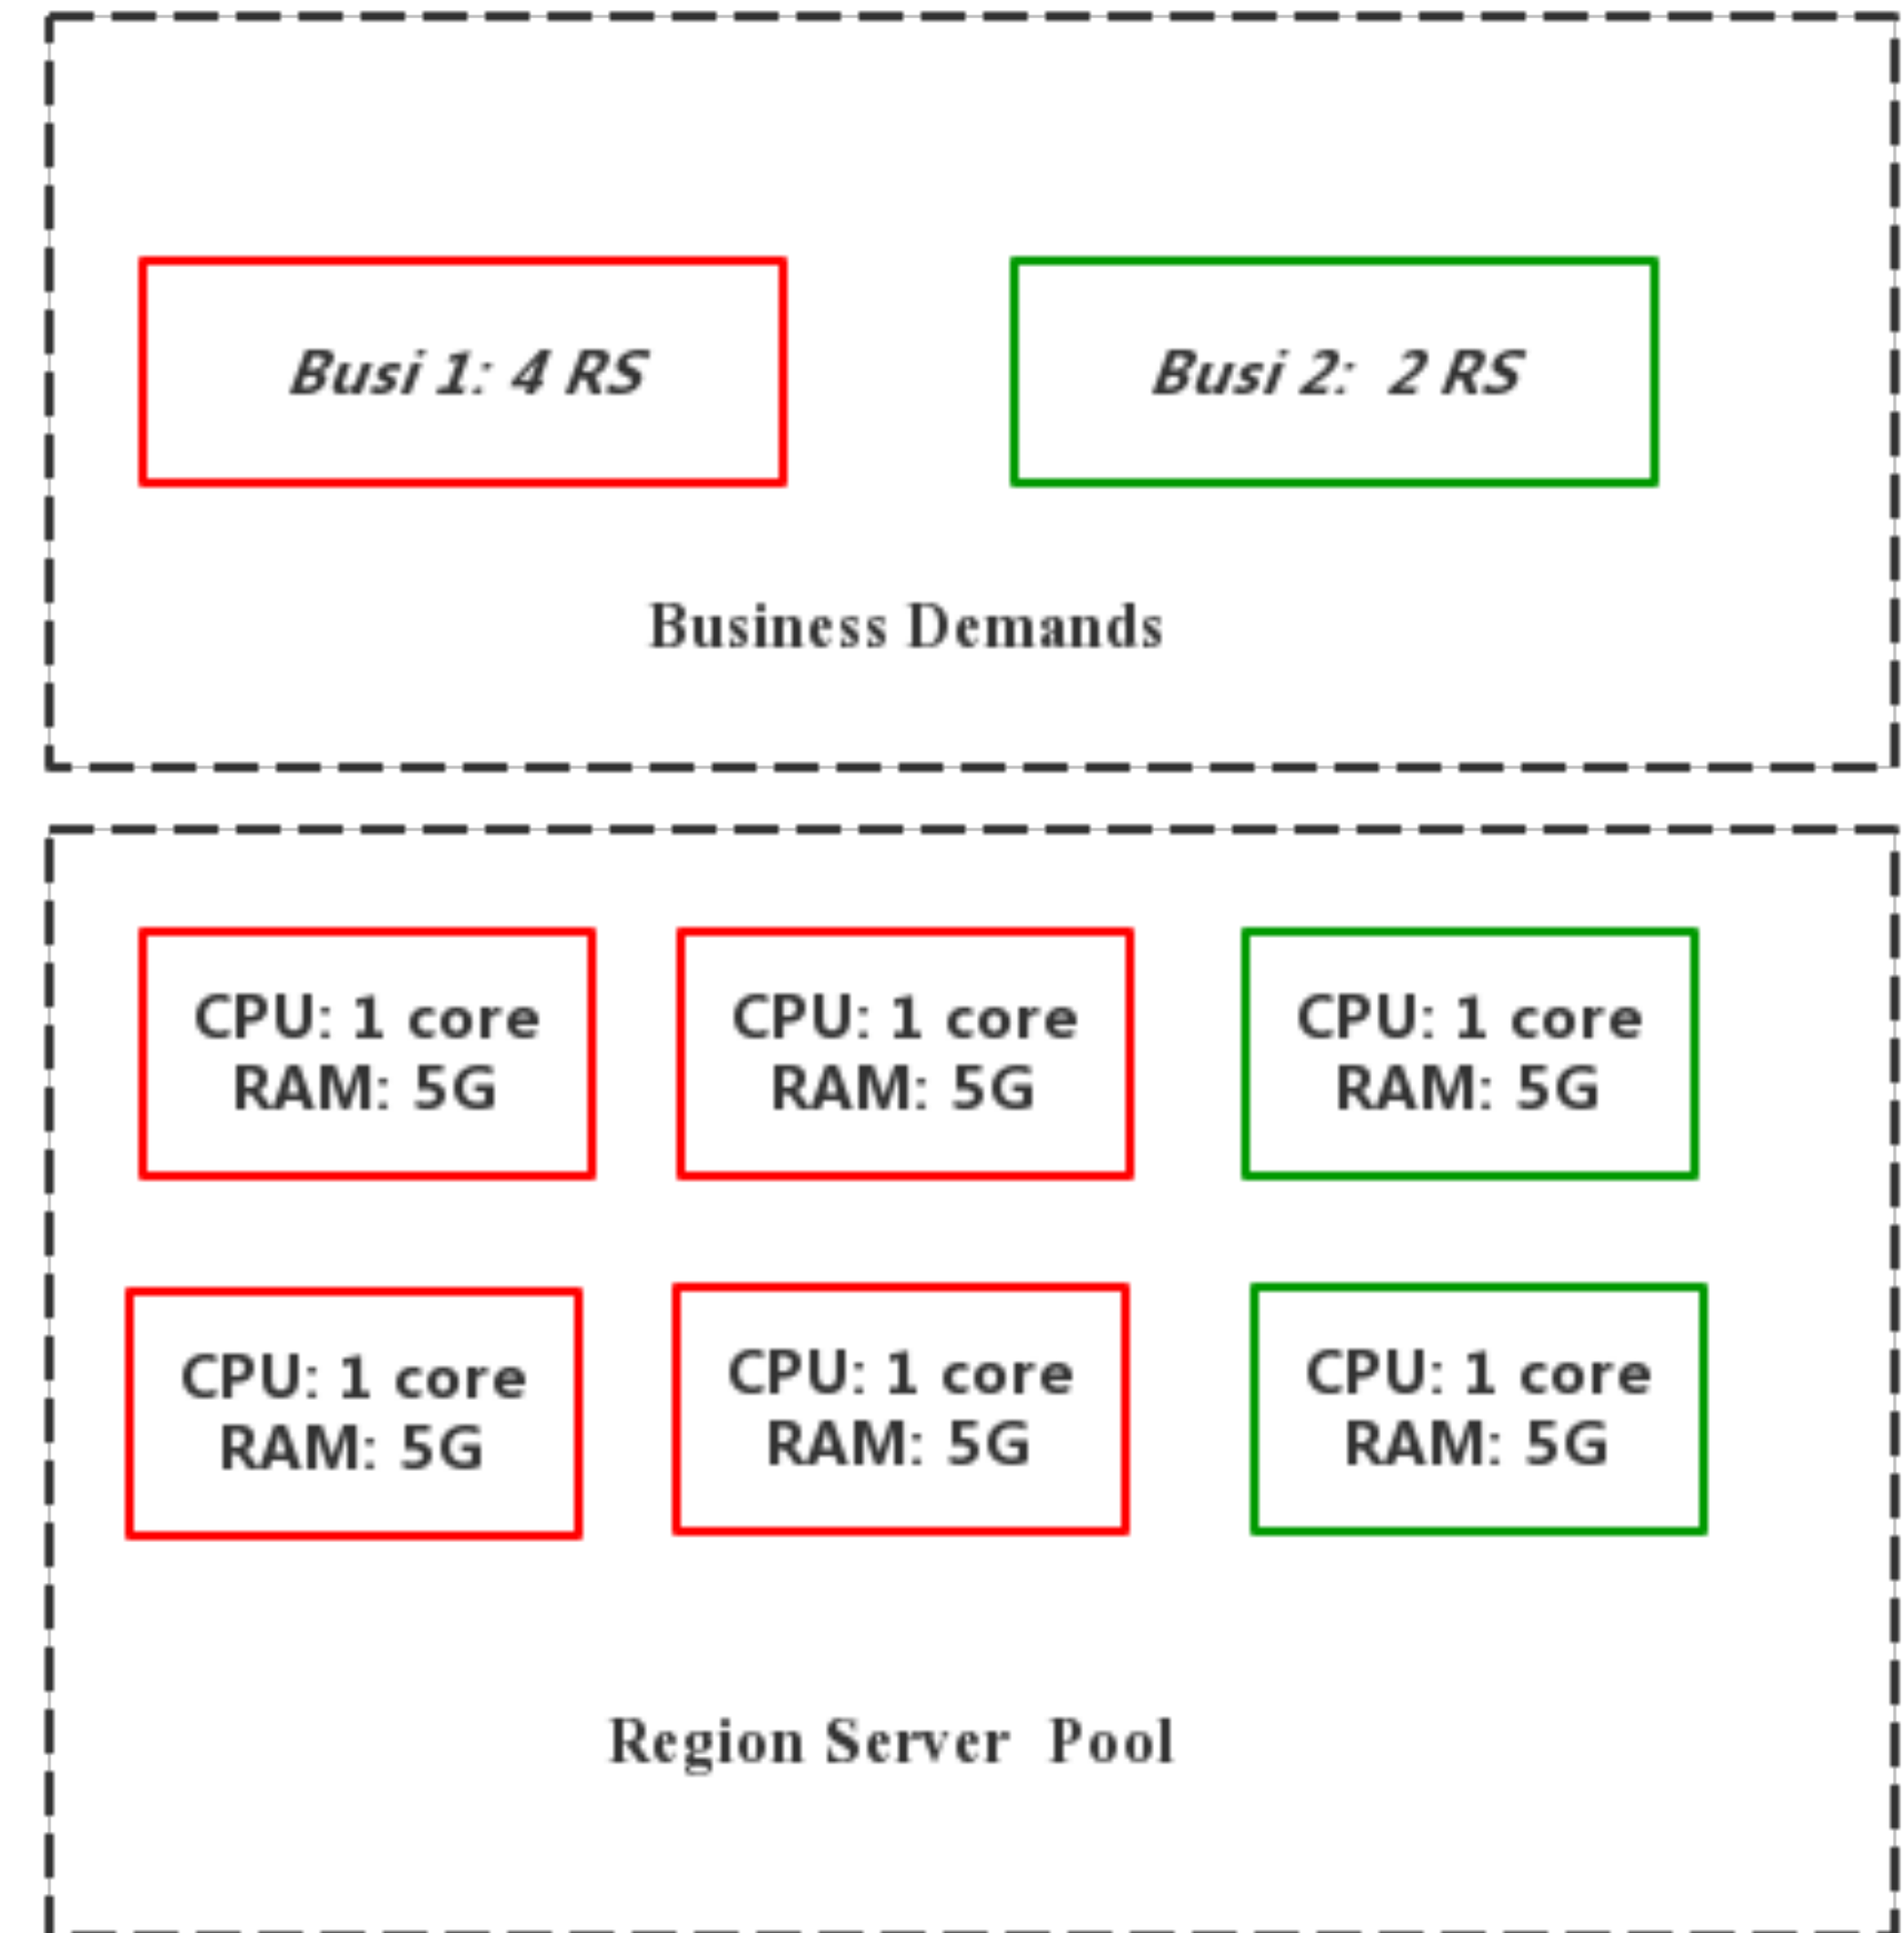 Busi 1: 4 RS
Busi 2:  2 RS
Business Demands
CPU: 1 core
RAM: 5G
CPU: 1 core
RAM: 5G
CPU: 1 core
RAM: 5G
CPU: 1 core
RAM: 5G
CPU: 1 core
RAM: 5G
CPU: 1 core
RAM: 5G
Region Server  Pool